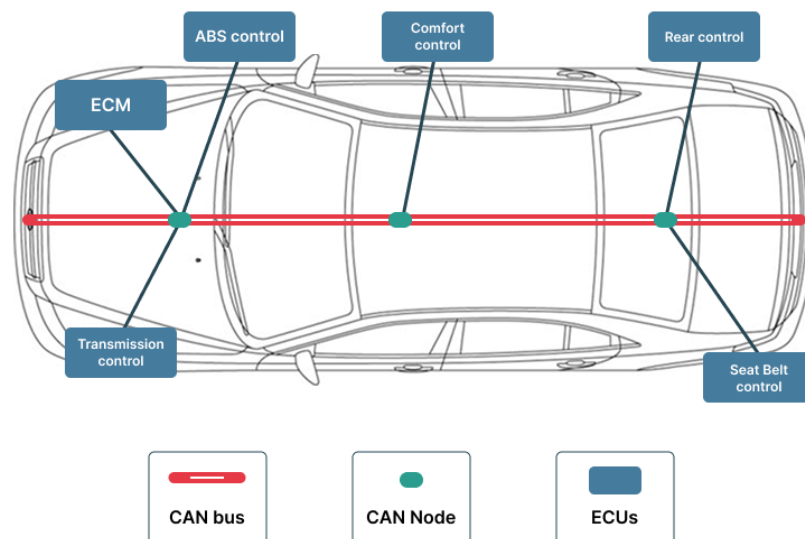 ABS control
Comfort
control
Rear control
ECM
Transmission
control
Seat Belt
control
CAN bus
CAN Node
ECUs